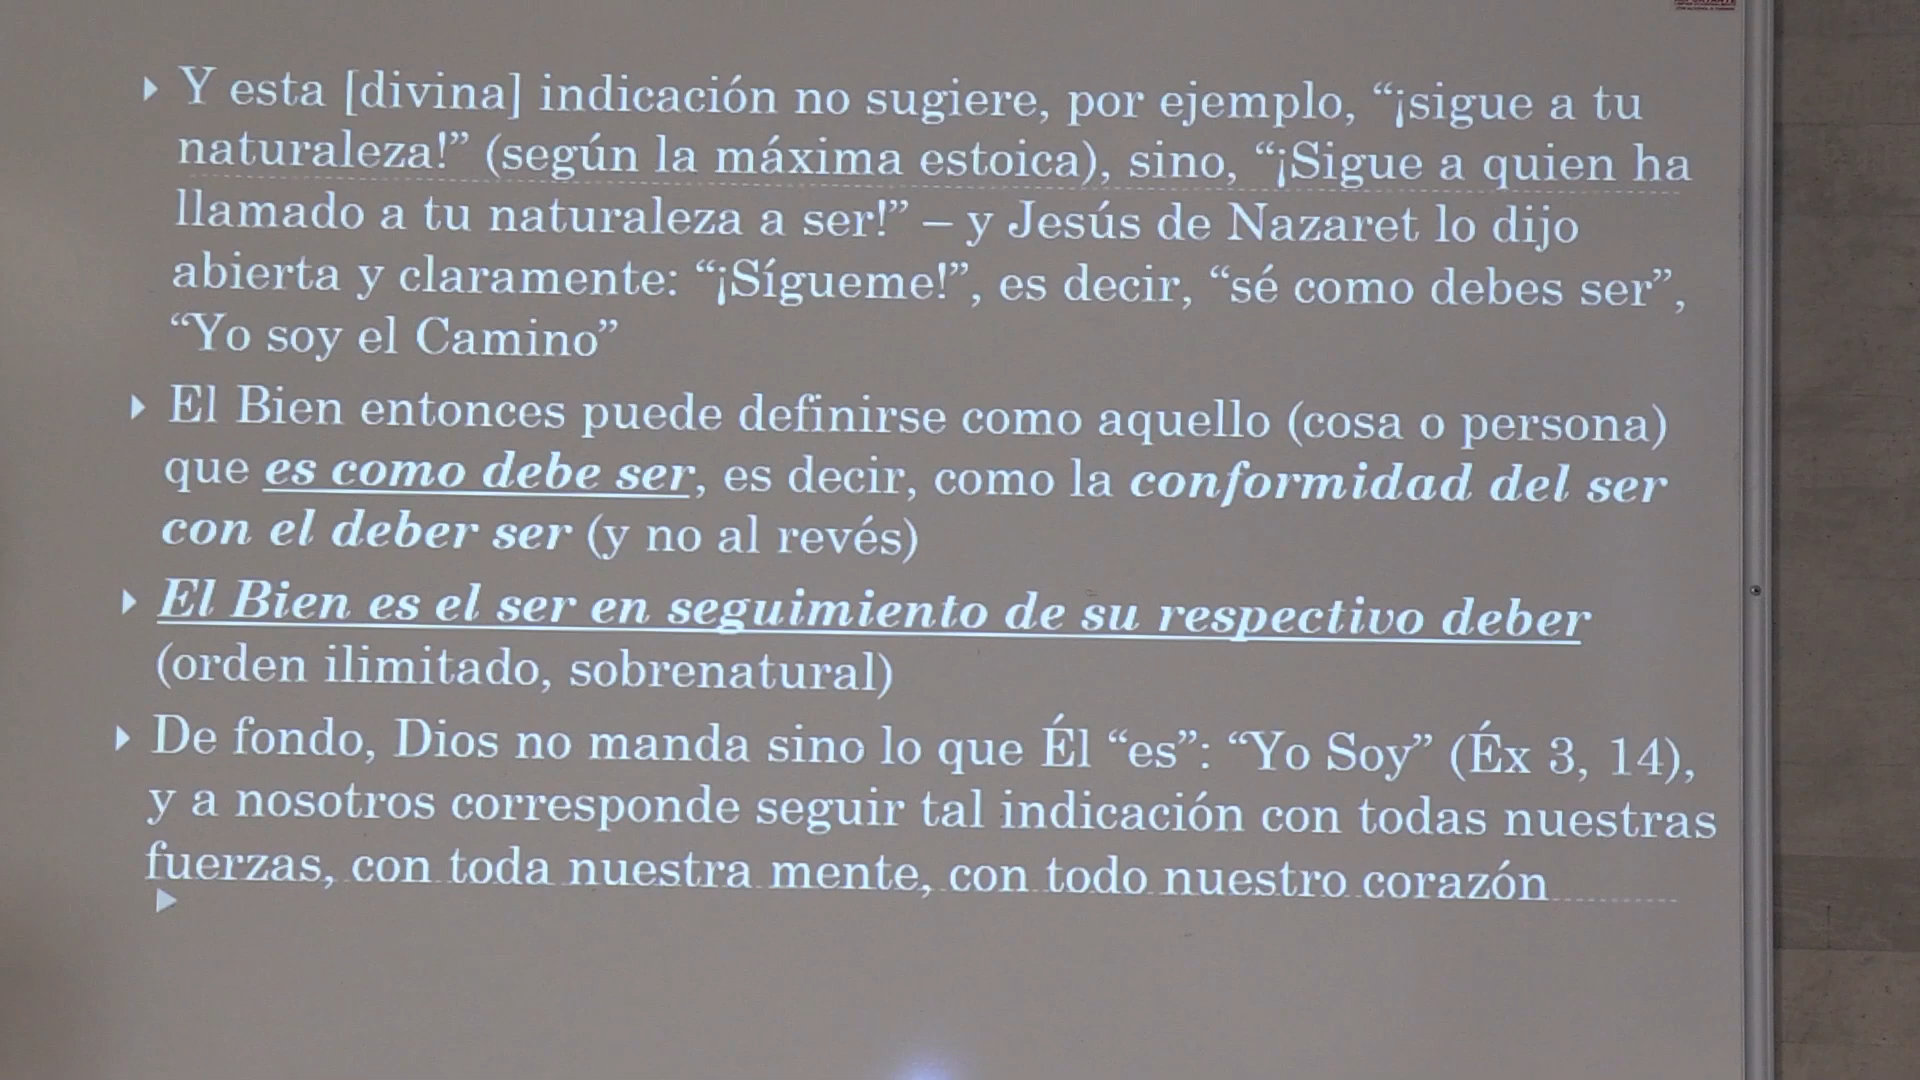 Y esta [divina] indicación no sugiere, por ejemplo, “¡sigue a tu
naturaleza!” (según la máxima estoica), sino, “¡Sigue a quien ha
llamado a tu naturaleza a ser!” – y Jesús de Nazaret lo dijo
abierta y claramente: “¡Sígueme!”, es decir, “sé como debes ser”,
“Yo soy el Camino”
El Bien entonces puede definirse como aquello (cosa o persona)
que es como debe ser, es decir, como la conformidad del ser
con el deber ser (y no al revés)
El Bien es el ser en seguimiento de su respectivo deber
(orden ilimitado, sobrenatural)
De fondo, Dios no manda sino lo que Él “es”: “Yo Soy” (Éx 3, 14),
y a nosotros corresponde seguir tal indicación con todas nuestras
fuerzas, con toda nuestra mente, con todo nuestro corazón